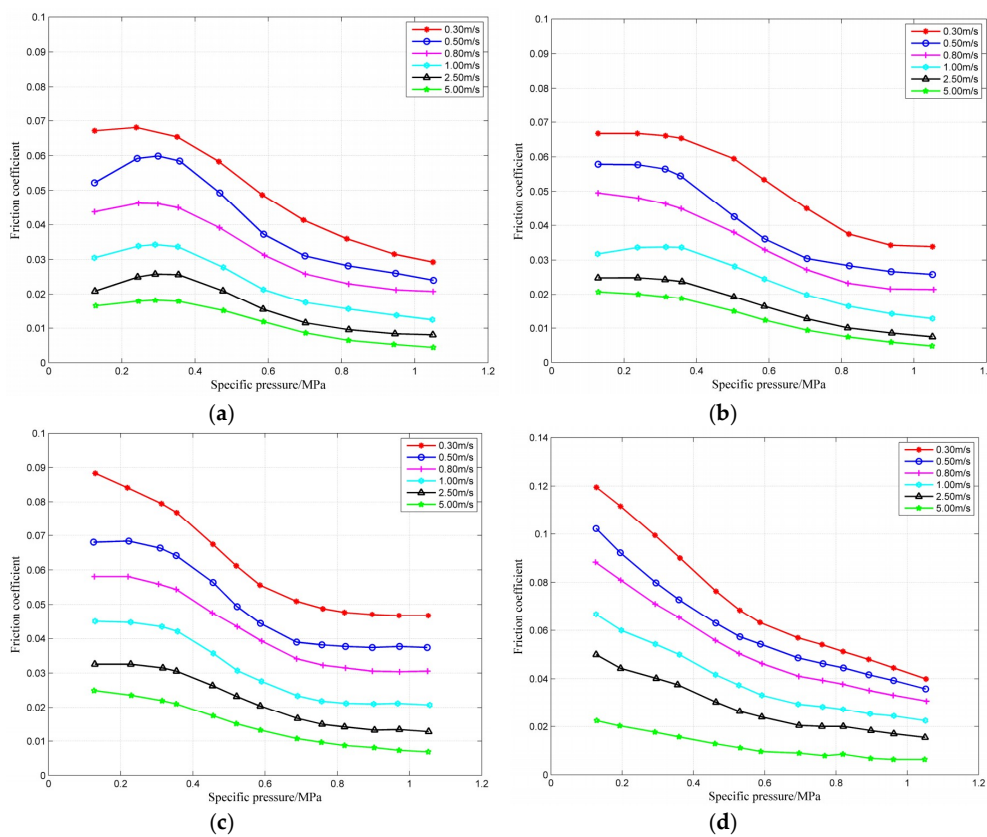 0.1
0.09
0.08
0.07
0.06
0.05
0.04
0.03
0.02
0.01
0
Friction coefficient
0.30m/s
0.50m/s
0.80m/s
1.00m/s
2.50m/s
5.00m/s
0 0.2 0.4 0.6 0.8 1 1.2
Specific pressure/MPa
(a)
0.1
0.09
0.08
0.07
0.06
0.05
0.04
0.03
0.02
0.01
0
Friction coefficient
0.30m/s
0.50m/s
0.80m/s
1.00m/s
2.50m/s
5.00m/s
0 0.2 0.4 0.6 0.8 1 1.2
Specific pressure/MPa
(b)
0.1
0.09
0.08
0.07
0.06
0.05
0.04
0.03
0.02
0.01
0
Friction coefficient
0.30m/s
0.50m/s
0.80m/s
1.00m/s
2.50m/s
5.00m/s
0 0.2 0.4 0.6 0.8 1 1.2
Specific pressure/MPa
(c)
0.14
0.12
0.1
0.08
0.06
0.04
0.02
0
Friction coefficient
0.30m/s
0.50m/s
0.80m/s
1.00m/s
2.50m/s
5.00m/s
0 0.2 0.4 0.6 0.8 1 1.2
Specific pressure/MPa
(d)